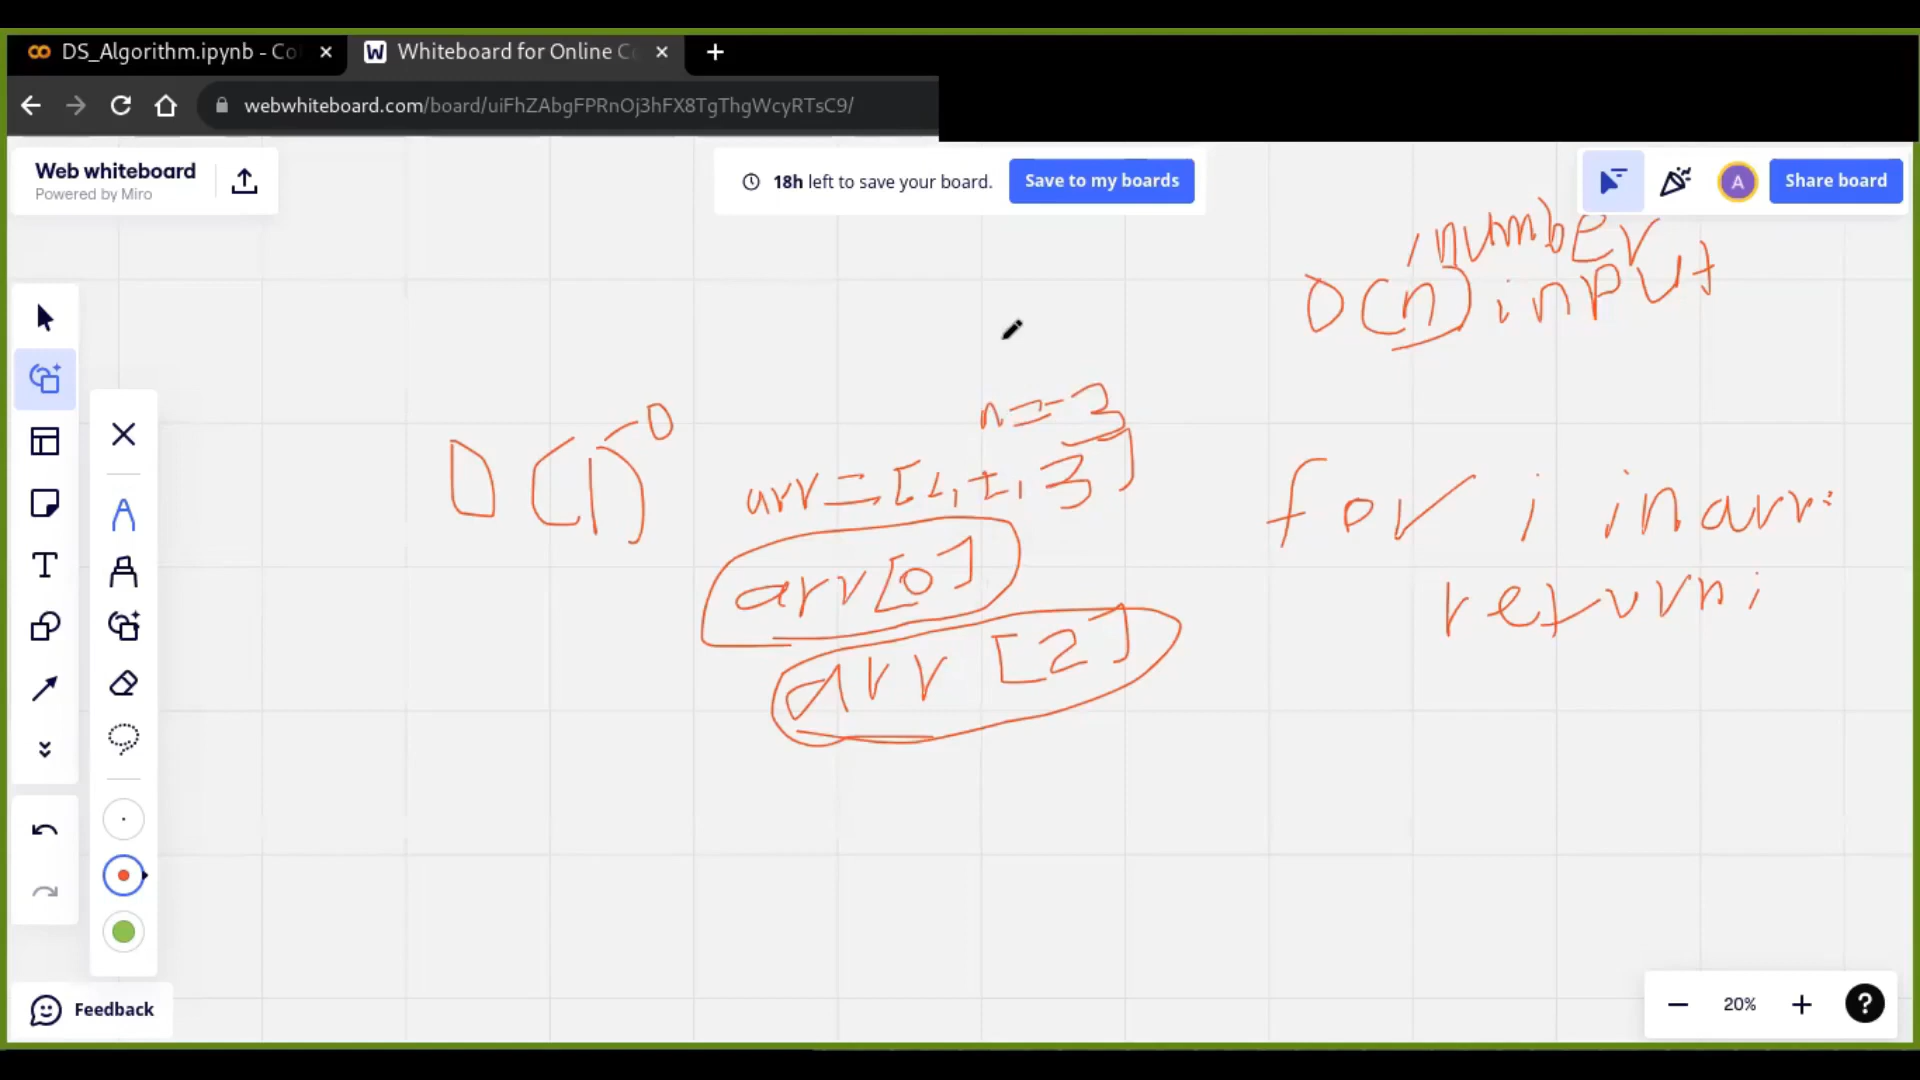 DS_Algorithm.ipynb - Co
Whiteboard for Online Co
webwhiteboard.com/board/uiFhZAbgFPRnOj3hFX8TgThgWcyRTsC9/
Web whiteboard
Powered by Miro
18h left to save your board.
Save to my boards
A
Share board
number
O(n) input
n = 3
O(1) 0
arr = [ , , 3]
for i in arr:
arr[0]
return i
arr [2]
Feedback
20%